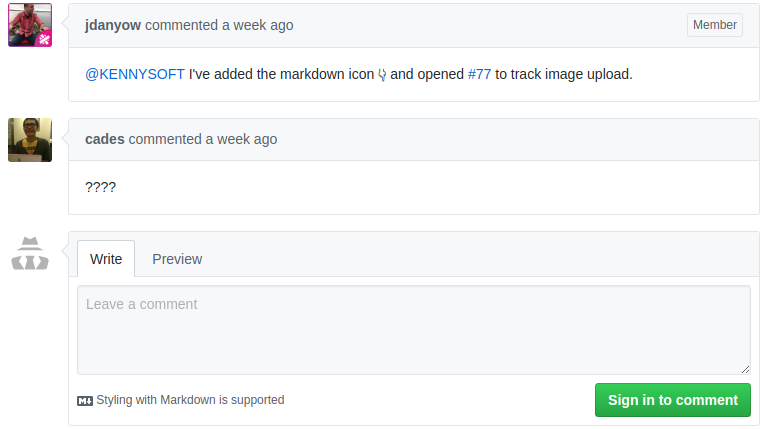 jdanyow commented a week ago
Member
@KENNYSOFT I've added the markdown icon 👇 and opened #77 to track image upload.
cades commented a week ago
????
Write
Preview
Leave a comment
Styling with Markdown is supported
Sign in to comment